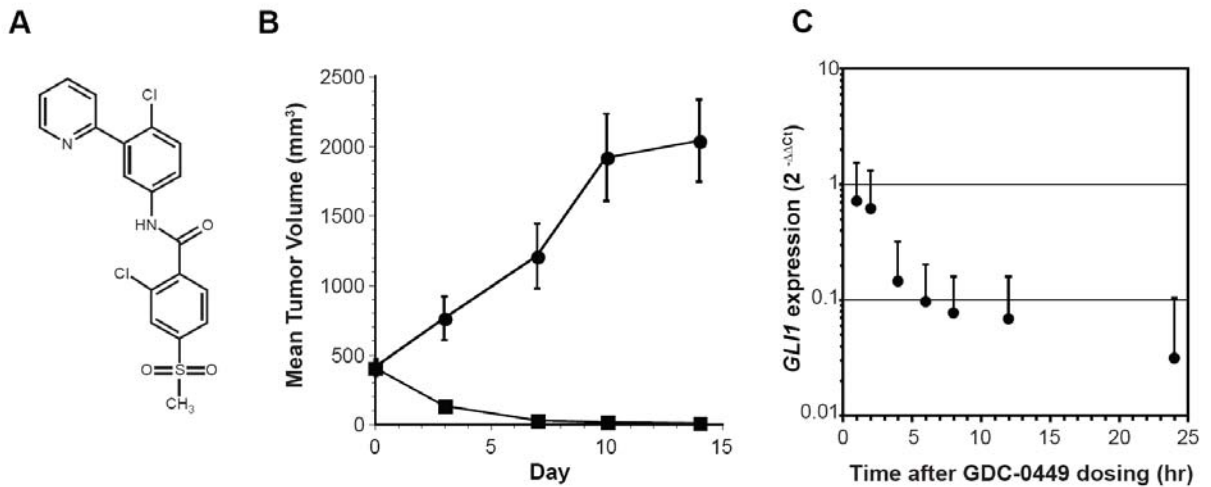 A
B
C
Cl
N
HN
O
Cl
O
S
O
CH3
Mean Tumor Volume (mm³)
2500
2000
1500
1000
500
0
0
5
10
15
Day
GLI1 expression (2 -ΔΔCt)
10
1
0.1
0.01
0
5
10
15
20
25
Time after GDC-0449 dosing (hr)